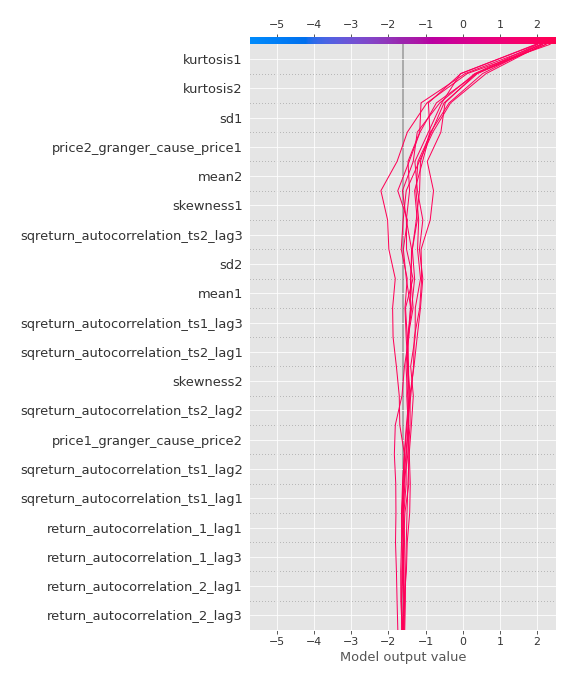 −5 −4 −3 −2 −1 0 1 2
kurtosis1
kurtosis2
sd1
price2_granger_cause_price1
mean2
skewness1
sqreturn_autocorrelation_ts2_lag3
sd2
mean1
sqreturn_autocorrelation_ts1_lag3
sqreturn_autocorrelation_ts2_lag1
skewness2
sqreturn_autocorrelation_ts2_lag2
price1_granger_cause_price2
sqreturn_autocorrelation_ts1_lag2
sqreturn_autocorrelation_ts1_lag1
return_autocorrelation_1_lag1
return_autocorrelation_1_lag3
return_autocorrelation_2_lag1
return_autocorrelation_2_lag3
−5 −4 −3 −2 −1 0 1 2
Model output value